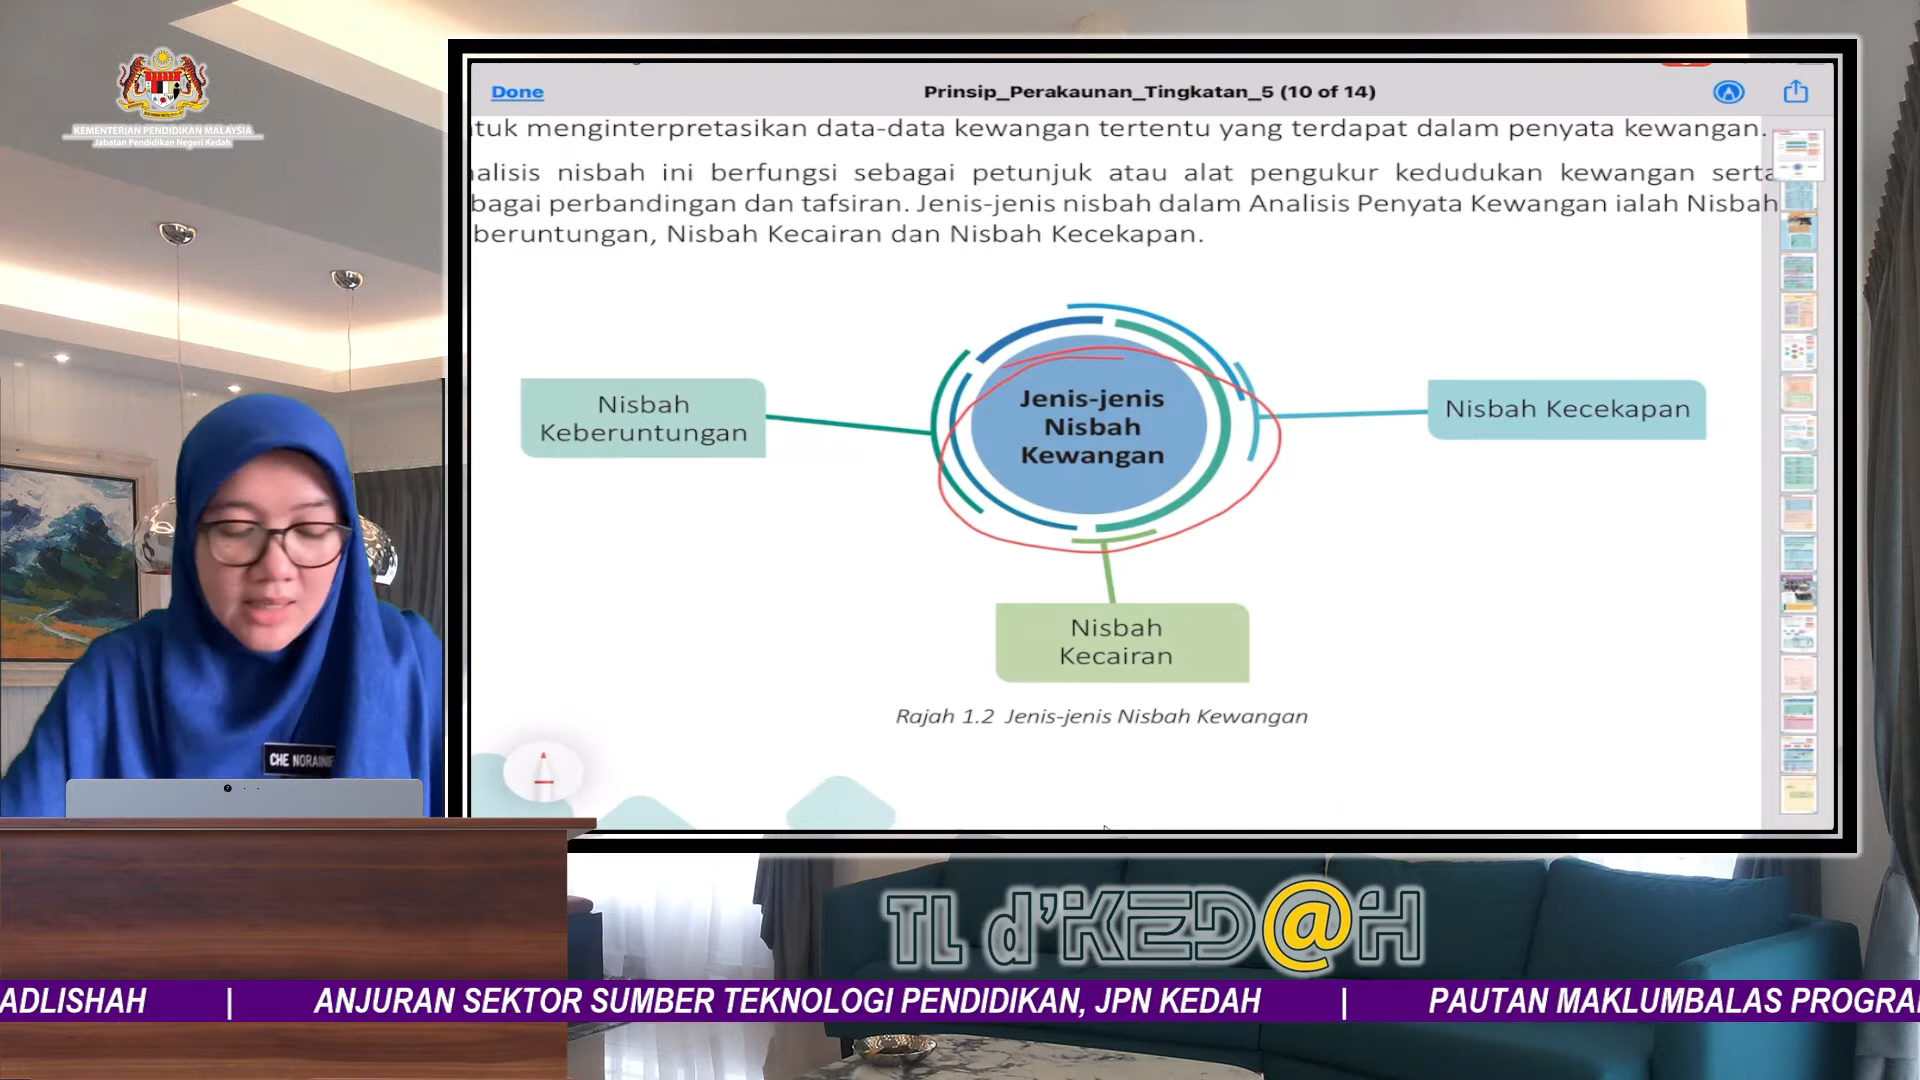 KEMENTERIAN PENDIDIKAN MALAYSIA
Jabatan Pendidikan Negeri Kedah
Done
Prinsip_Perakaunan_Tingkatan_5 (10 of 14)
tuk menginterpretasikan data-data kewangan tertentu yang terdapat dalam penyata kewangan.
alisis nisbah ini berfungsi sebagai petunjuk atau alat pengukur kedudukan kewangan serta
bagai perbandingan dan tafsiran. Jenis-jenis nisbah dalam Analisis Penyata Kewangan ialah Nisbah
beruntungan, Nisbah Kecairan dan Nisbah Kecekapan.
Nisbah
Keberuntungan
Jenis-jenis
Nisbah
Kewangan
Nisbah Kecekapan
Nisbah
Kecairan
Rajah 1.2 Jenis-jenis Nisbah Kewangan
CHE NORAINIE
TL d'KED@H
ADLISHAH | ANJURAN SEKTOR SUMBER TEKNOLOGI PENDIDIKAN, JPN KEDAH | PAUTAN MAKLUMBALAS PROGRA